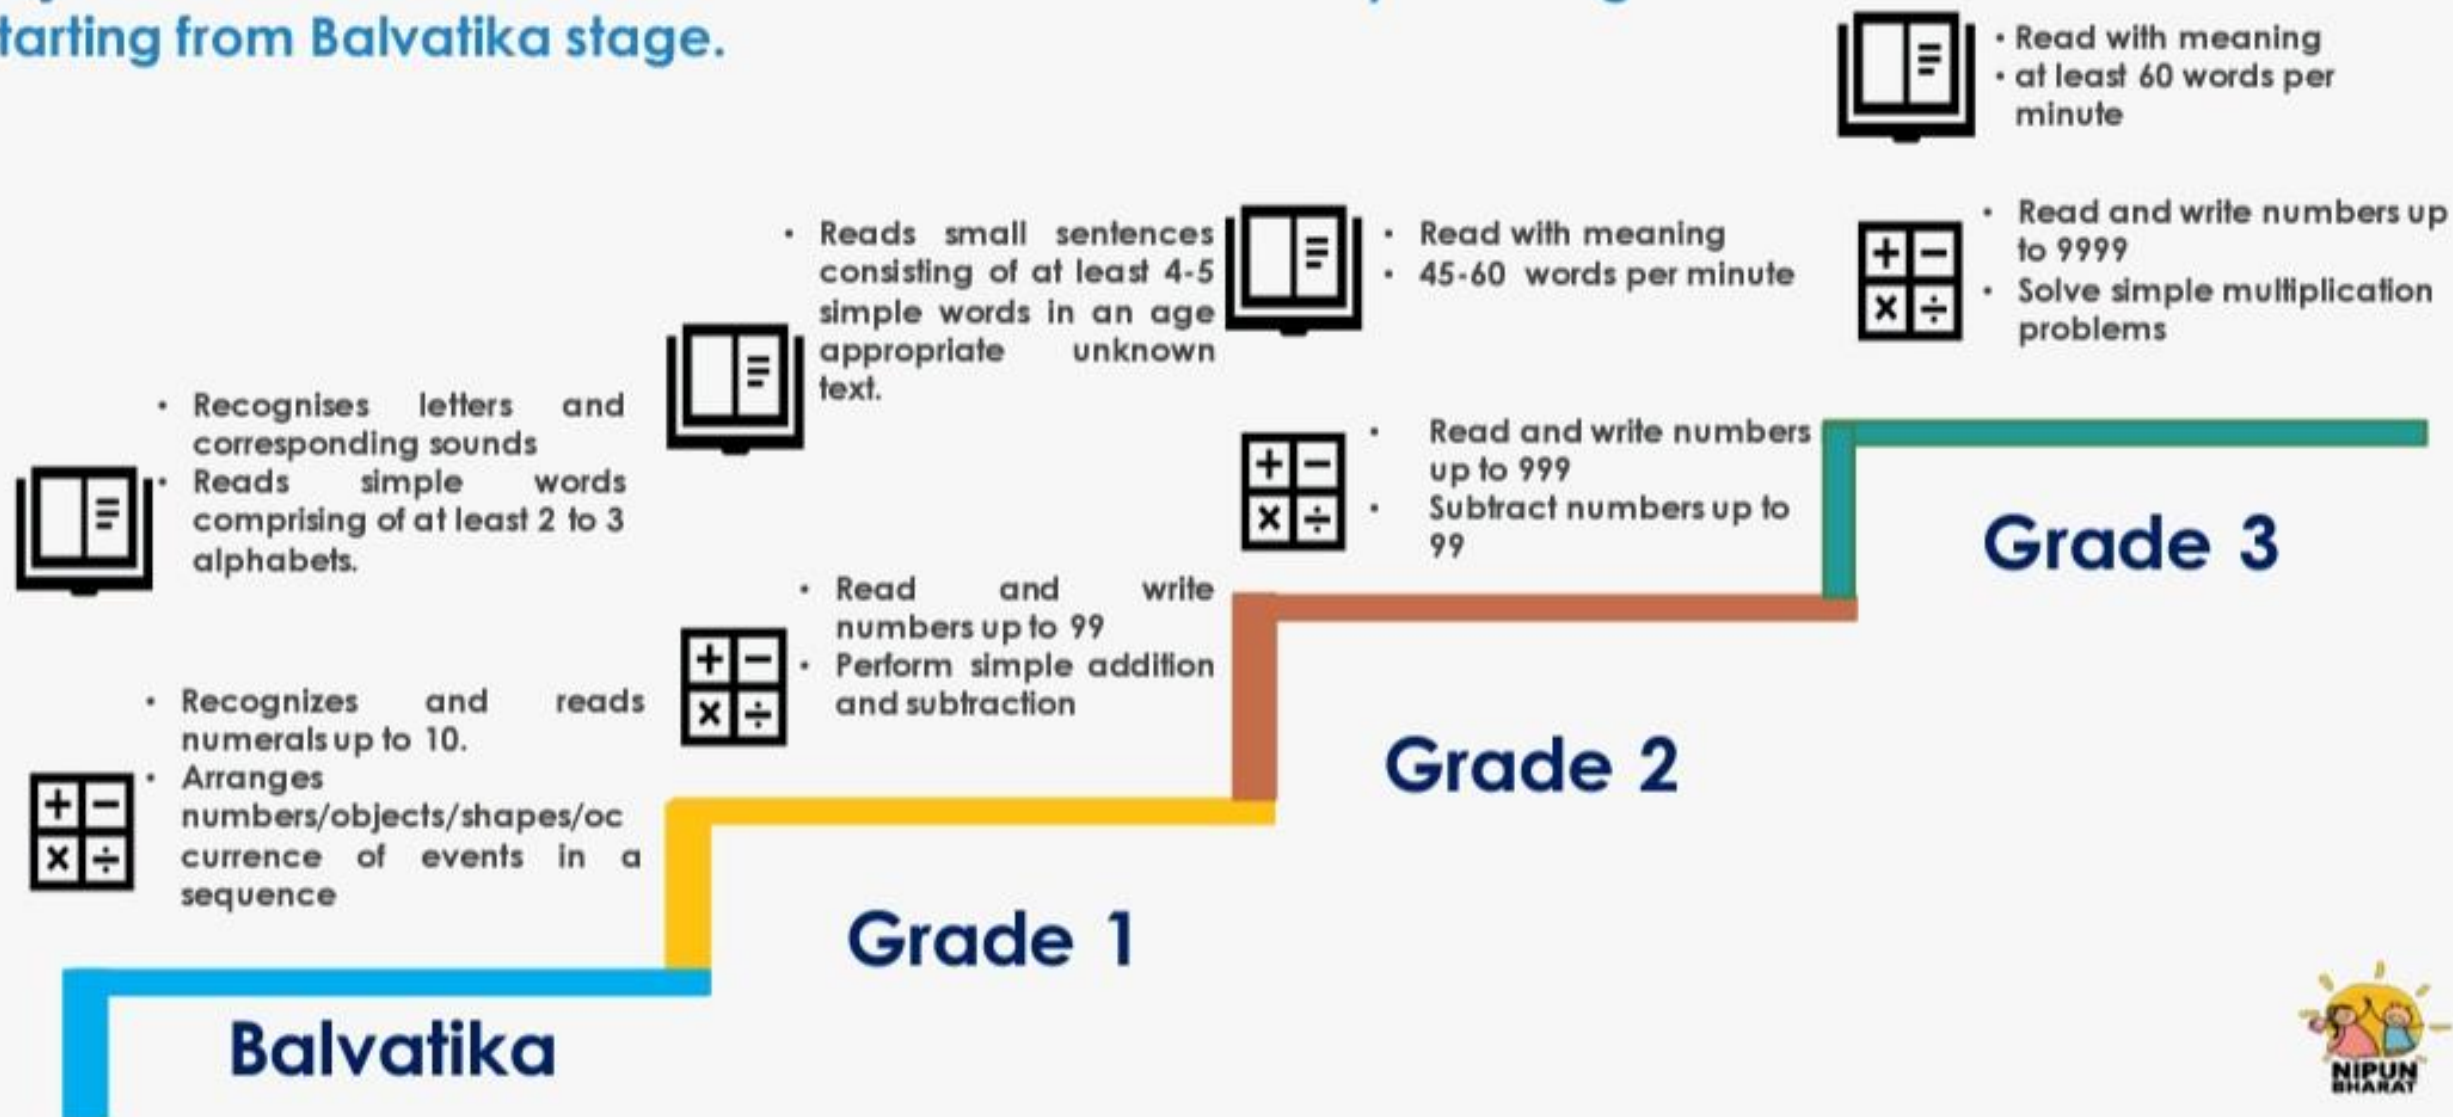 tarting from Balvatika stage.
• Recognises letters and
corresponding sounds
• Reads simple words
comprising of at least 2 to 3
alphabets.
• Recognizes and reads
numerals up to 10.
• Arranges
numbers/objects/shapes/oc
currence of events in a
sequence
Balvatika
• Reads small sentences
consisting of at least 4-5
simple words in an age
appropriate unknown
text.
• Read and write
numbers up to 99
• Perform simple addition
and subtraction
Grade 1
• Read with meaning
• 45-60 words per minute
• Read and write numbers
up to 999
• Subtract numbers up to
99
Grade 2
• Read with meaning
• at least 60 words per
minute
• Read and write numbers up
to 9999
• Solve simple multiplication
problems
Grade 3
NIPUN
BHARAT